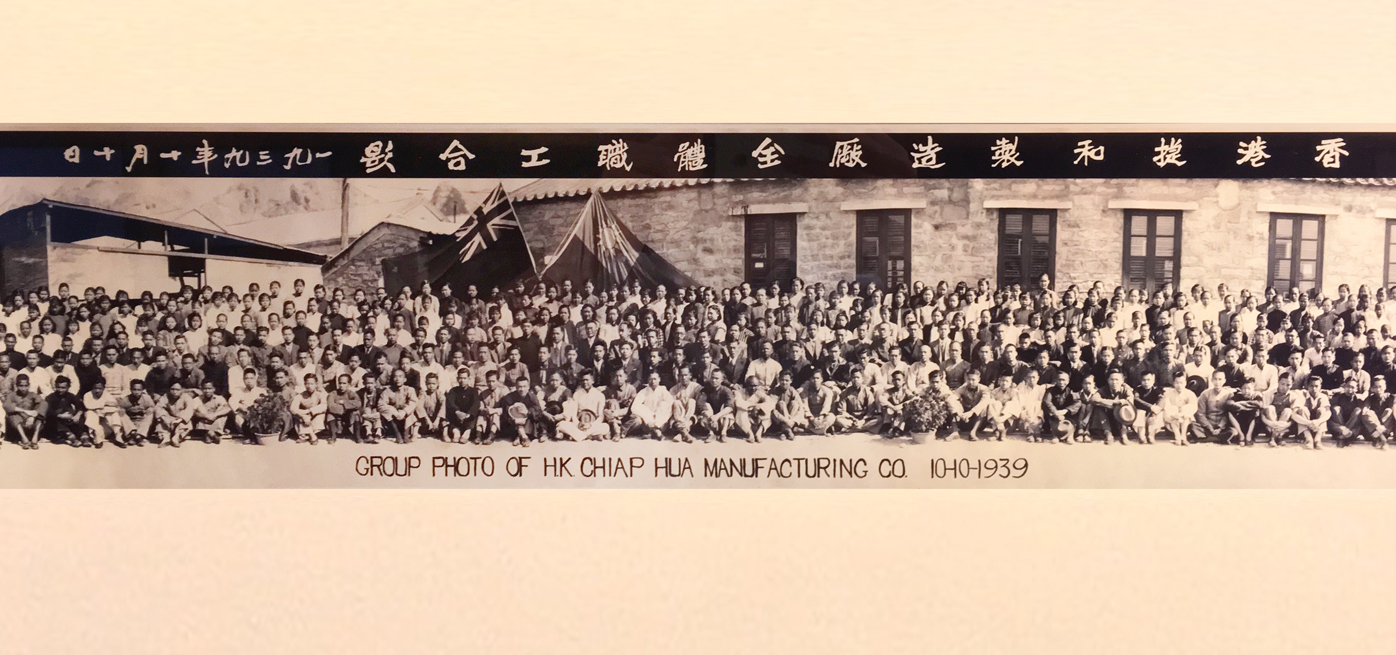 香港捷和製造厰全體職工合影 一九三九年十月十日
GROUP PHOTO OF H.K. CHIAP HUA MANUFACTURING CO. 10-10-1939